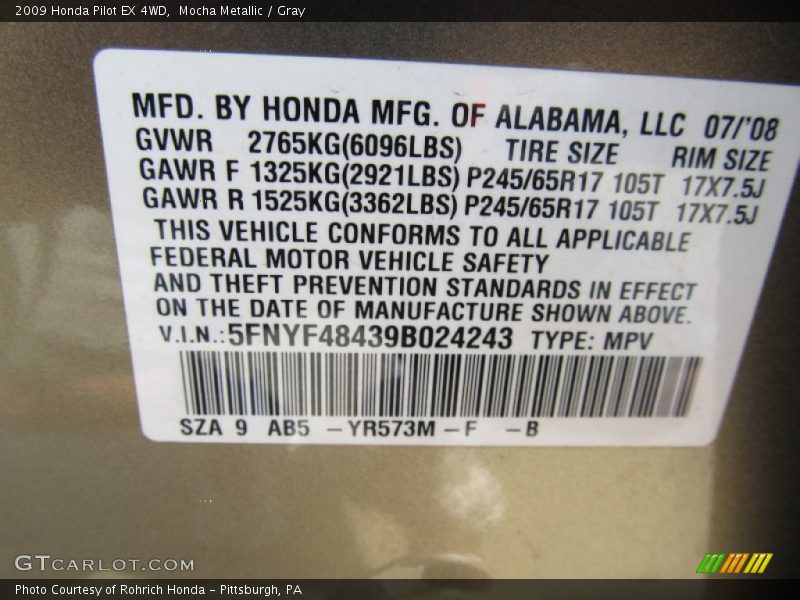 2009 Honda Pilot EX 4WD,  Mocha Metallic / Gray
MFD. BY HONDA MFG. OF ALABAMA, LLC 07/'08
GVWR 2765KG(6096LBS) TIRE SIZE RIM SIZE
GAWR F 1325KG(2921LBS) P245/65R17 105T 17X7.5J
GAWR R 1525KG(3362LBS) P245/65R17 105T 17X7.5J
THIS VEHICLE CONFORMS TO ALL APPLICABLE
FEDERAL MOTOR VEHICLE SAFETY
AND THEFT PREVENTION STANDARDS IN EFFECT
ON THE DATE OF MANUFACTURE SHOWN ABOVE.
V.I.N.:5FNYF48439B024243 TYPE: MPV
SZA 9 AB5 -YR573M-F -B
GTCARLOT.COM
Photo Courtesy of Rohrich Honda - Pittsburgh, PA